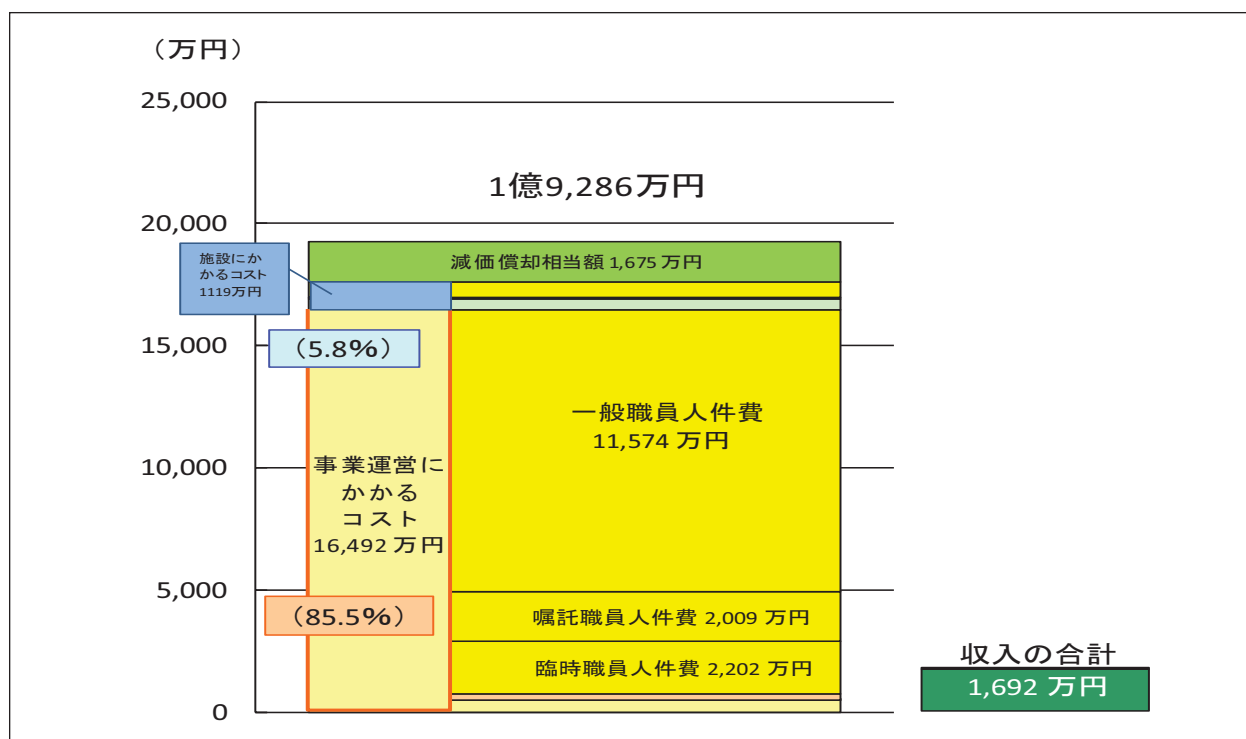 （万円）
25,000
1億9,286万円
20,000
施設にか
かるコスト
1119万円
減価償却相当額 1,675 万円
15,000
（5.8%）
一般職員人件費
11,574 万円
10,000
事業運営に
かかる
コスト
16,492 万円
5,000
（85.5%）
嘱託職員人件費 2,009 万円
臨時職員人件費 2,202 万円
収入の合計
1,692 万円
0